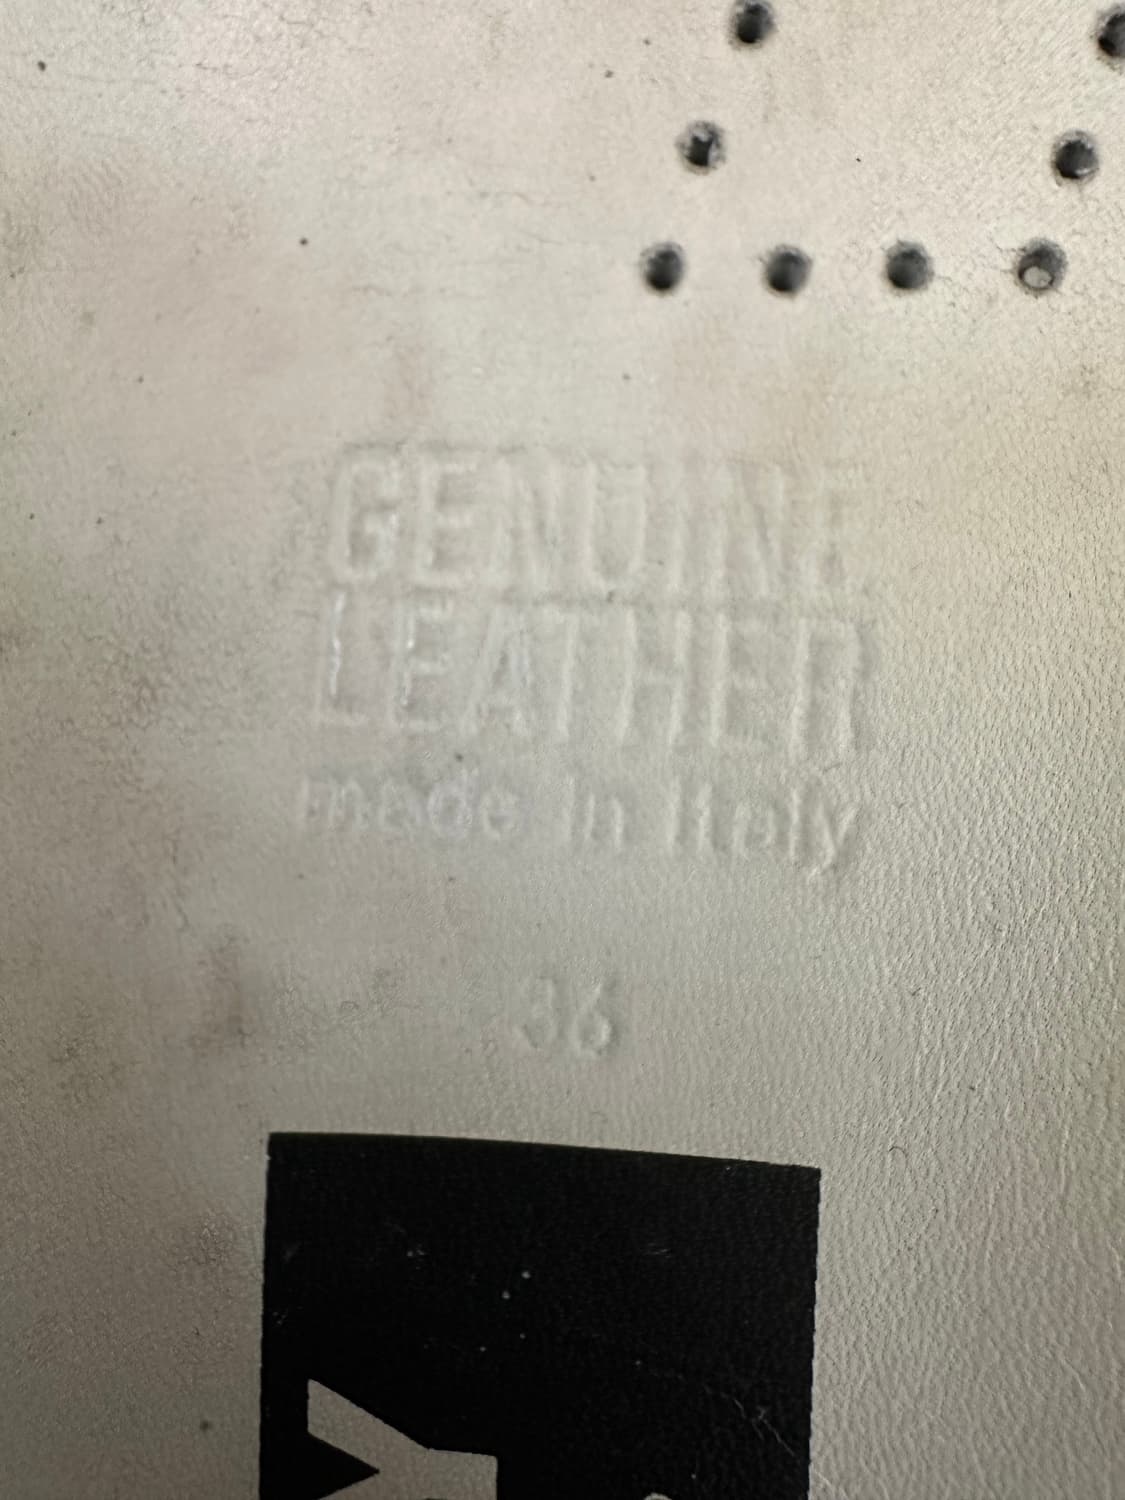 GENUINE
LEATHER
made in Italy
36
Y